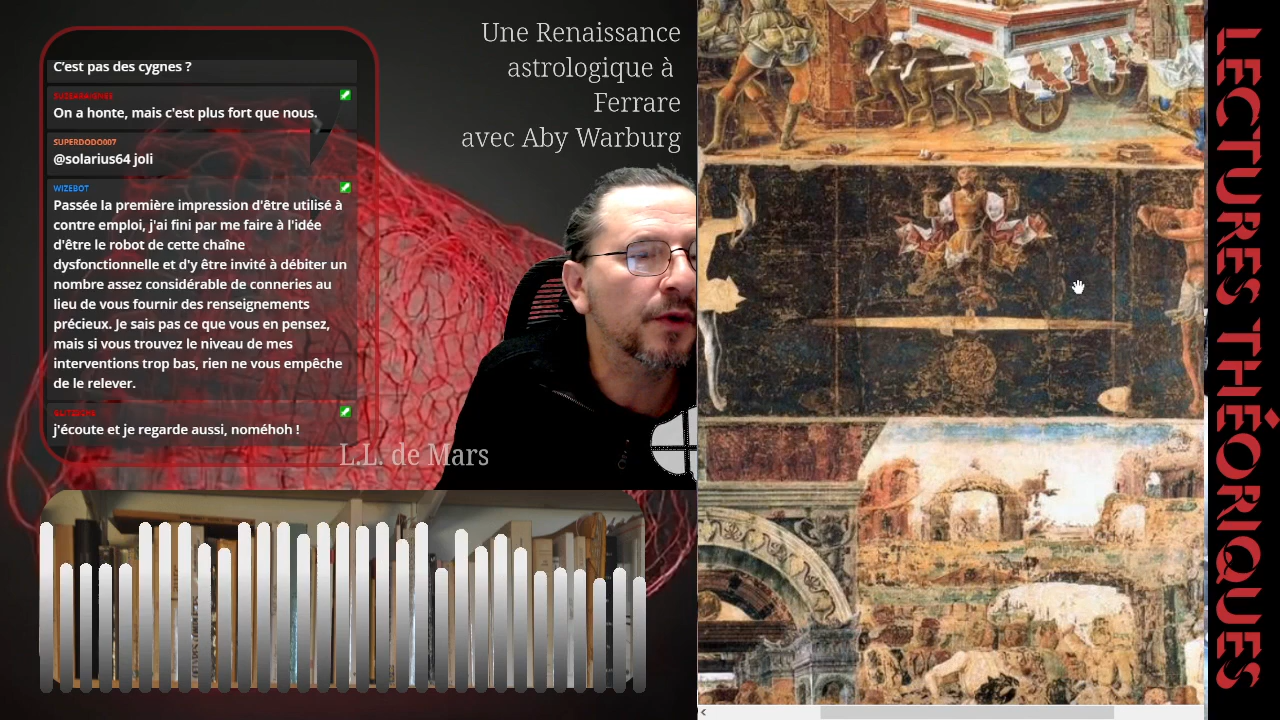 Une Renaissance
astrologique à
Ferrare
avec Aby Warburg
C'est pas des cygnes ?
On a honte, mais c'est plus fort que nous.
SUPERDODO007
@solarius64 joli
WIZEBOT
Passée la première impression d'être utilisé à
contre emploi, j'ai fini par me faire à l'idée
d'être le robot de cette chaîne
dysfonctionnelle et d'y être invité à débiter un
nombre assez considérable de conneries au
lieu de vous fournir des renseignements
précieux. Je sais pas ce que vous en pensez,
mais si vous trouvez le niveau de mes
interventions trop bas, rien ne vous empêche
de le relever.
j'écoute et je regarde aussi, noméhoh !
L.L. de Mars
LECTURES THÉORIQUES